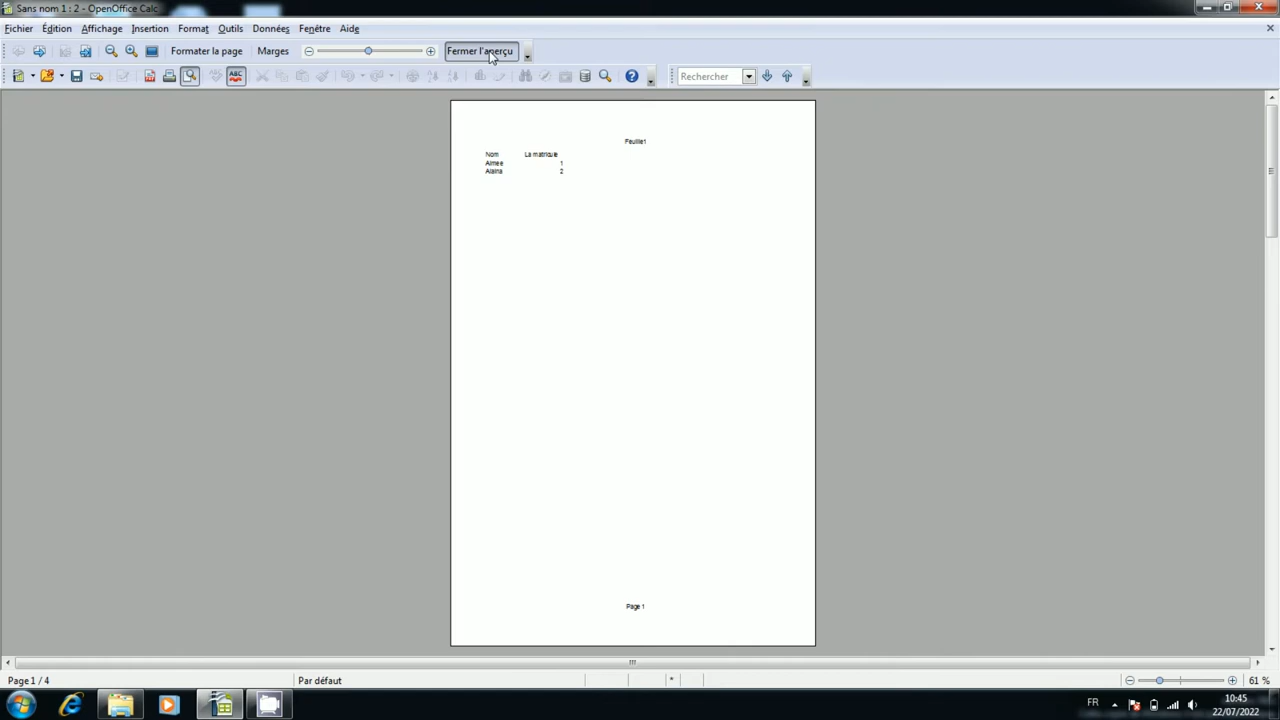 Sans nom 1 : 2 - OpenOffice Calc
Fichier Édition Affichage Insertion Format Outils Données Fenêtre Aide
Formater la page Marges Fermer l'aperçu
ABC Rechercher
Feuille1
Nom La matricule
Aimee 1
Alaina 2
Page 1
Page 1 / 4 Par défaut * 61 %
FR 10:45
22/07/2022